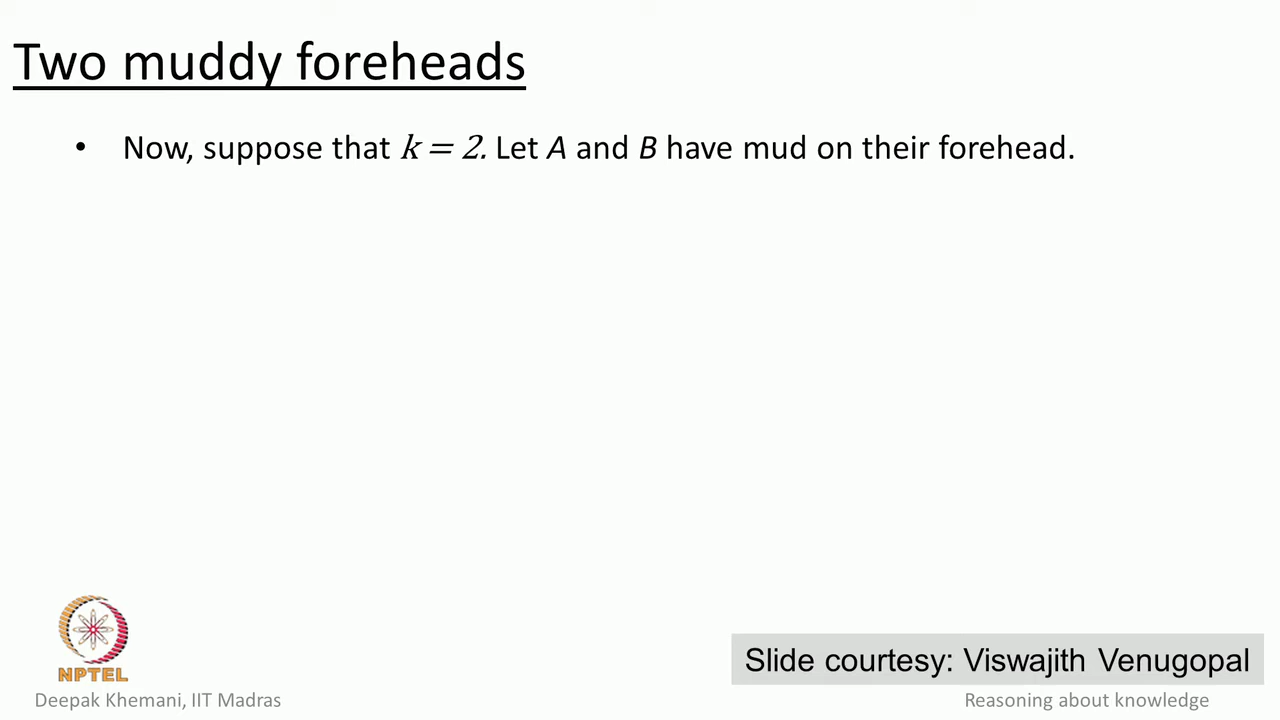 Two muddy foreheads
• Now, suppose that k = 2. Let A and B have mud on their forehead.
NPTEL
Slide courtesy: Viswajith Venugopal
Deepak Khemani, IIT Madras
Reasoning about knowledge